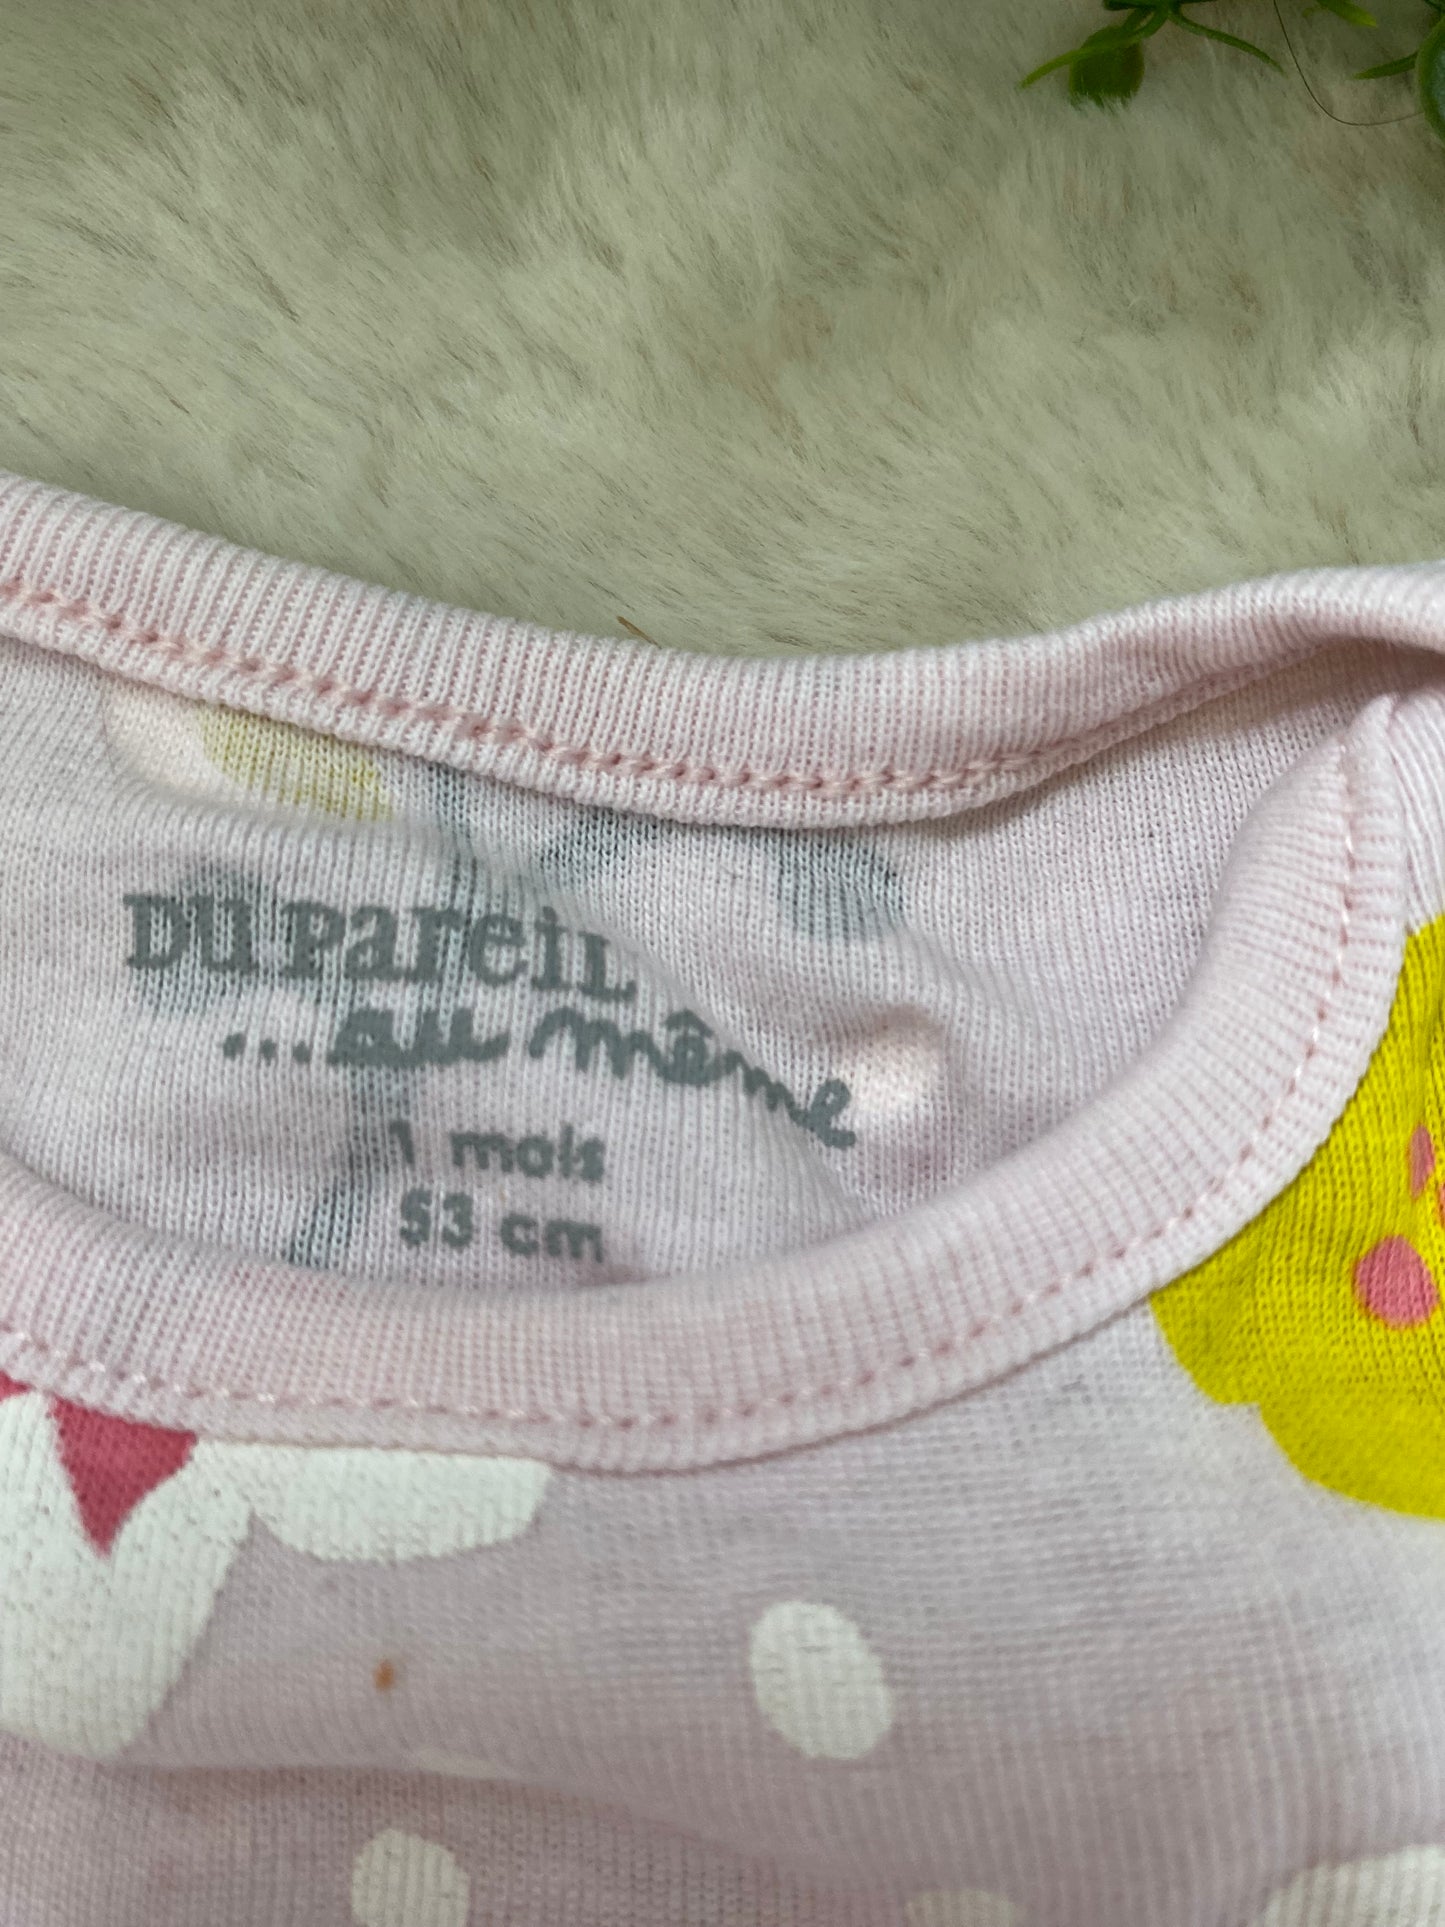 DU PareiL
...au même
1 mois
53 cm